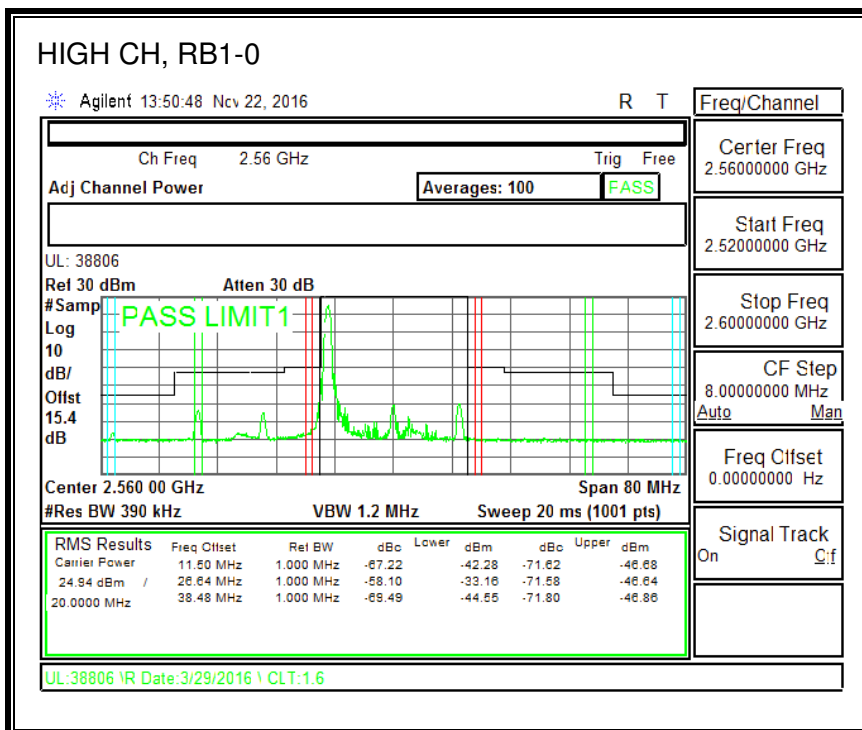 HIGH CH, RB1-0
Agilent 13:50:48 Nov 22, 2016 R T
Freq/Channel
Ch Freq 2.56 GHz Trig Free
Adj Channel Power Averages: 100 PASS
Center Freq
2.56000000 GHz
Start Freq
2.52000000 GHz
Stop Freq
2.60000000 GHz
CF Step
8.00000000 MHz
Auto Man
Freq Offset
0.00000000 Hz
Signal Track
On Off
UL: 38806
Ref 30 dBm Atten 30 dB
#Samp
Log
10
dB/
Offst
15.4
dB
PASS LIMIT1
Center 2.560 00 GHz Span 80 MHz
#Res BW 390 kHz VBW 1.2 MHz Sweep 20 ms (1001 pts)
RMS Results Freq Offset Ref BW dBc Lower dBm dBc Upper dBm
Carrier Power 11.50 MHz 1.000 MHz -67.22 -42.28 -71.62 -46.68
24.94 dBm / 26.64 MHz 1.000 MHz -58.10 -33.16 -71.58 -46.64
20.0000 MHz 38.48 MHz 1.000 MHz -69.49 -44.55 -71.80 -46.86
UL:38806 \R Date:3/29/2016 \ CLT:1.6